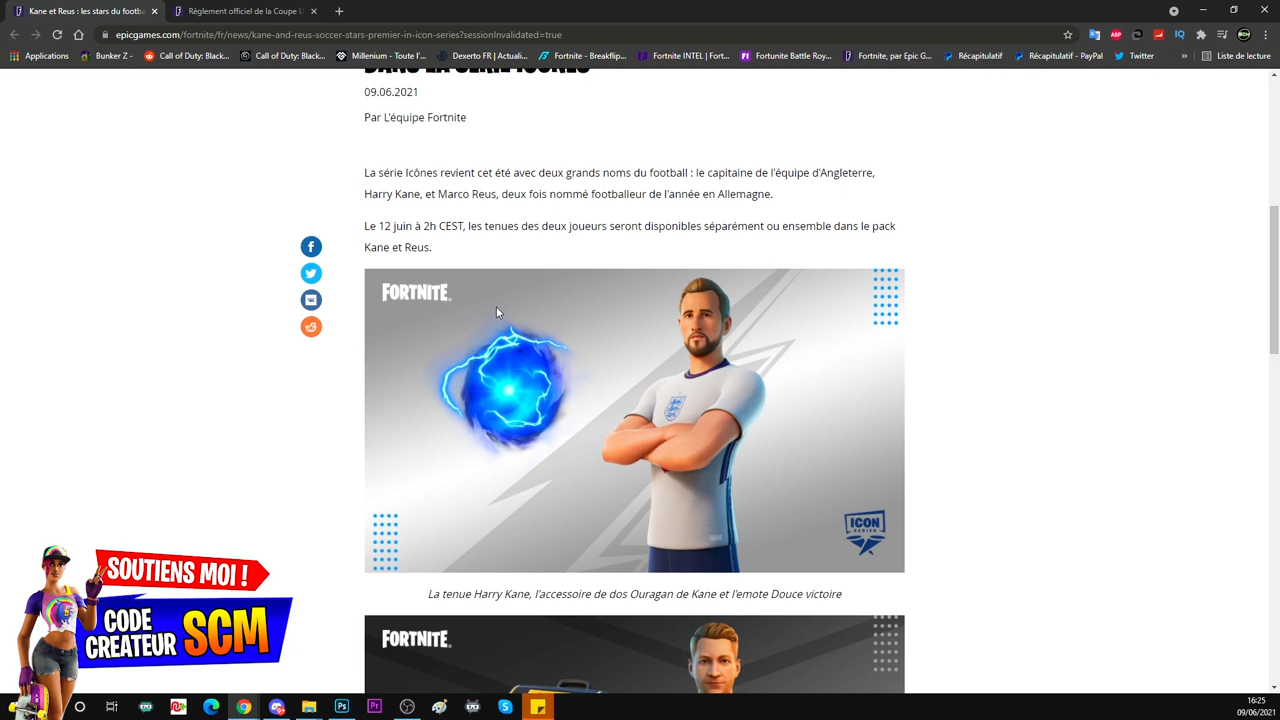 Kane et Reus : les stars du footba
Règlement officiel de la Coupe U
epicgames.com/fortnite/fr/news/kane-and-reus-soccer-stars-premier-in-icon-series?sessionInvalidated=true
Applications
Bunker Z -
Call of Duty: Black...
Call of Duty: Black...
Millenium - Toute l'...
Dexerto FR | Actuali...
Fortnite - Breakflip...
Fortnite INTEL | Fort...
Fortunite Battle Roy...
Fortnite, par Epic G...
Récapitulatif
Récapitulatif - PayPal
Twitter
»
Liste de lecture
DANS LA SÉRIE ICÔNES
09.06.2021
Par L'équipe Fortnite
La série Icônes revient cet été avec deux grands noms du football : le capitaine de l'équipe d'Angleterre,
Harry Kane, et Marco Reus, deux fois nommé footballeur de l'année en Allemagne.
Le 12 juin à 2h CEST, les tenues des deux joueurs seront disponibles séparément ou ensemble dans le pack
Kane et Reus.
FORTNITE
ICON
SERIES
La tenue Harry Kane, l'accessoire de dos Ouragan de Kane et l'emote Douce victoire
FORTNITE
SOUTIENS MOI !
CODE
CREATEUR SCM
16:25
09/06/2021